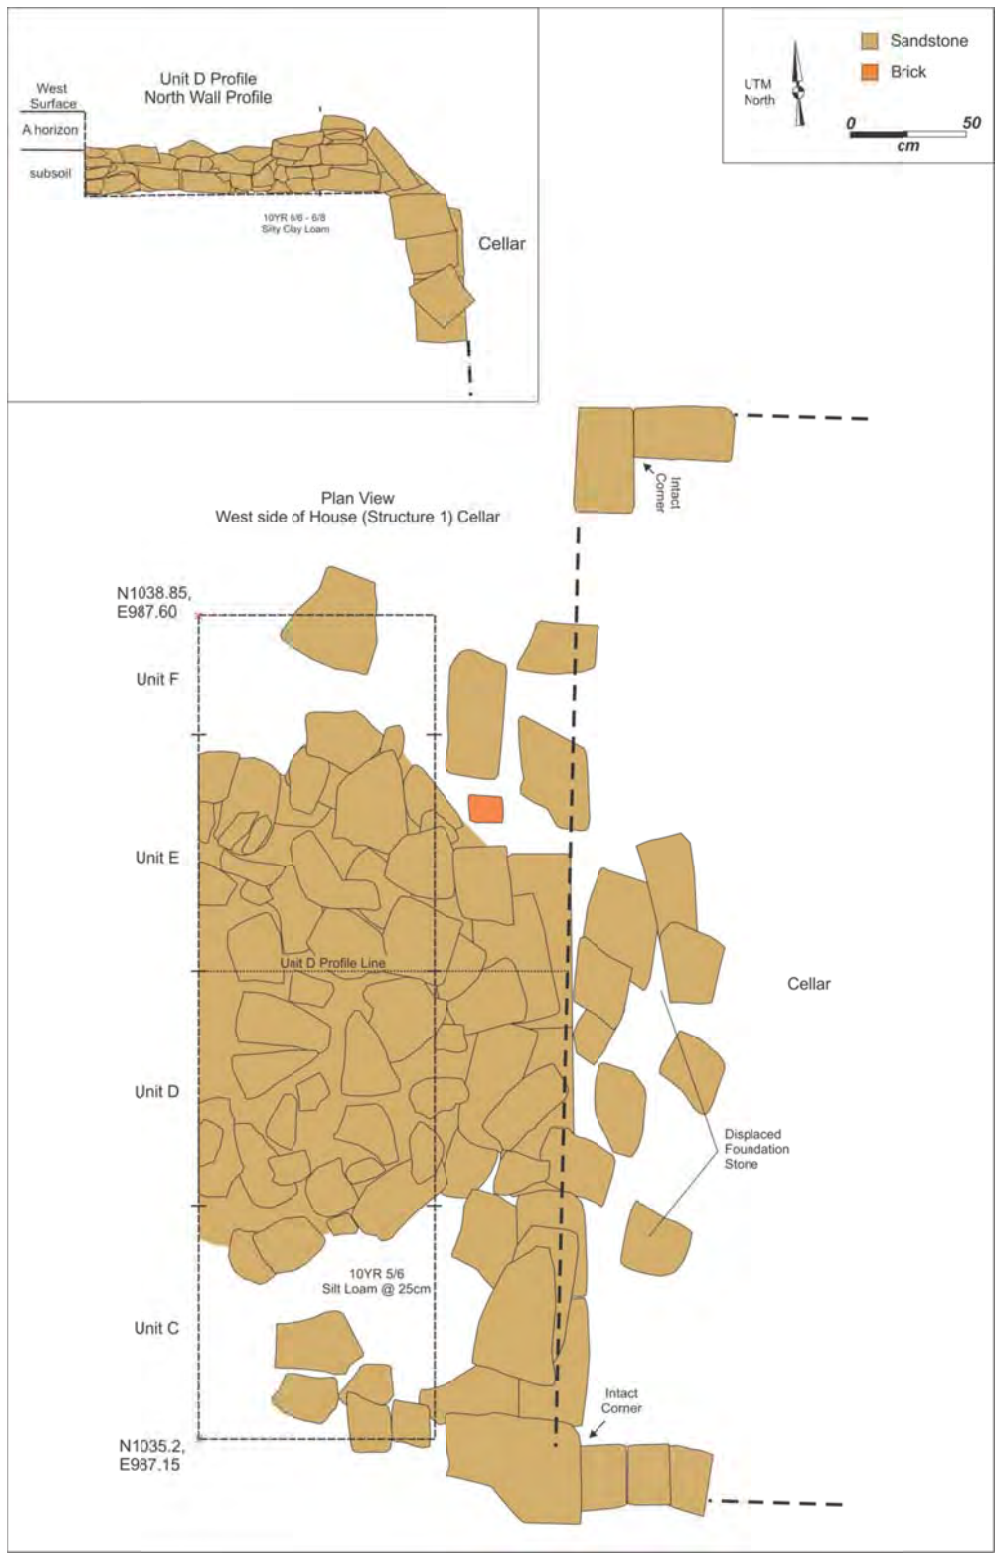 Unit D Profile
North Wall Profile
West
Surface
A horizon
subsoil
10YR 6/6 - 6/8
Silty Clay Loam
Cellar
UTM
North
Sandstone
Brick
0 50
cm
Intact
Corner
Plan View
West side of House (Structure 1) Cellar
N1038.85,
E987.60
Unit F
Unit E
Unit D Profile Line
Cellar
Unit D
Displaced
Foundation
Stone
10YR 5/6
Silt Loam @ 25cm
Unit C
Intact
Corner
N1035.2,
E987.15